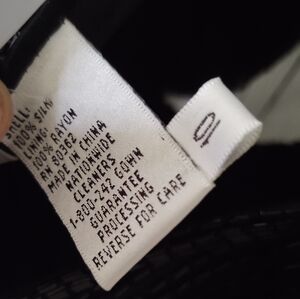 SHELL:
100% SILK
LINING:
100% RAYON
RN 80362
MADE IN CHINA
NATIONWIDE
CLEANERS
1-800-442 GOWN
GUARANTEE
PROCESSING
REVERSE FOR CARE
0